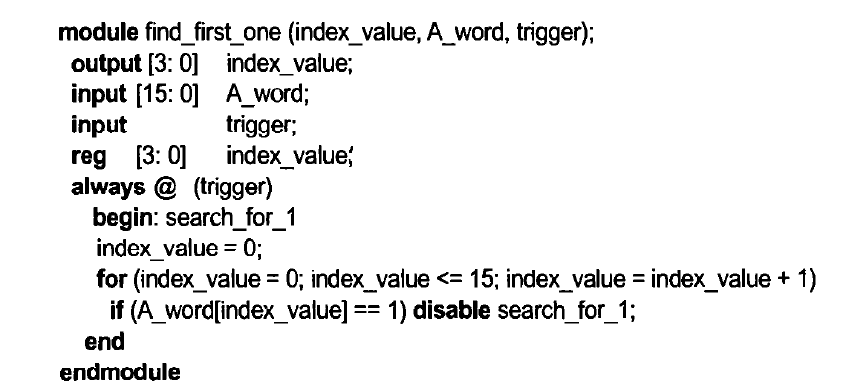 module find_first_one (index_value, A_word, trigger);
output [3: 0] index_value;
input [15: 0] A_word;
input trigger;
reg [3: 0] index_value;
always @ (trigger)
begin: search_for_1
index_value = 0;
for (index_value = 0; index_value <= 15; index_value = index_value + 1)
if (A_word[index_value] == 1) disable search_for_1;
end
endmodule